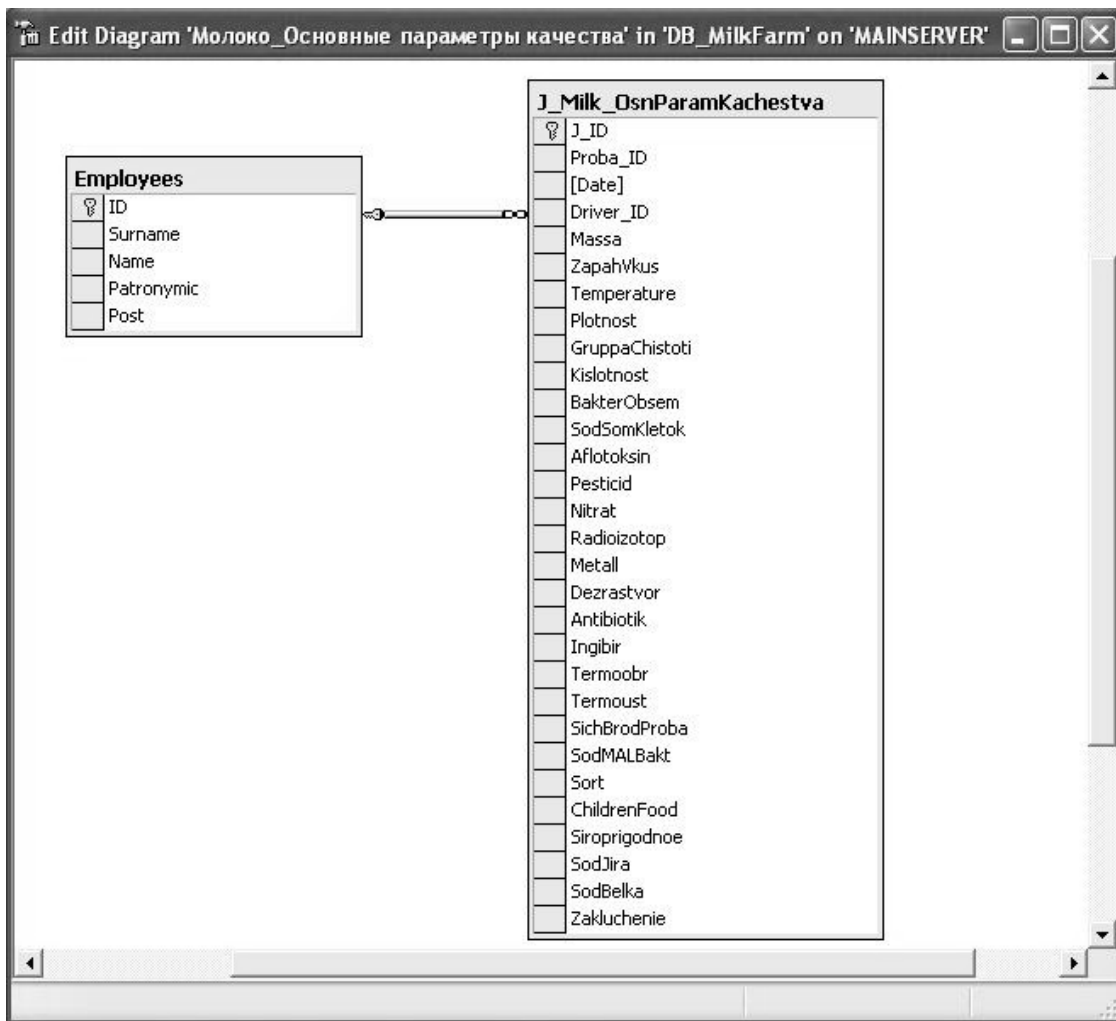 Edit Diagram 'Молоко_Основные параметры качества' in 'DB_MilkFarm' on 'MAINSERVER'
Employees
ID
Surname
Name
Patronymic
Post
J_Milk_OsnParamKachestva
J_ID
Proba_ID
[Date]
Driver_ID
Massa
ZapahVkus
Temperature
Plotnost
GruppaChistoti
Kislotnost
BakterObsem
SodSomKletok
Aflotoksin
Pesticid
Nitrat
Radioizotop
Metall
Dezrastvor
Antibiotik
Ingibir
Termoobr
Termoust
SichBrodProba
SodMALBakt
Sort
ChildrenFood
Siroprigodnoe
SodJira
SodBelka
Zakluchenie